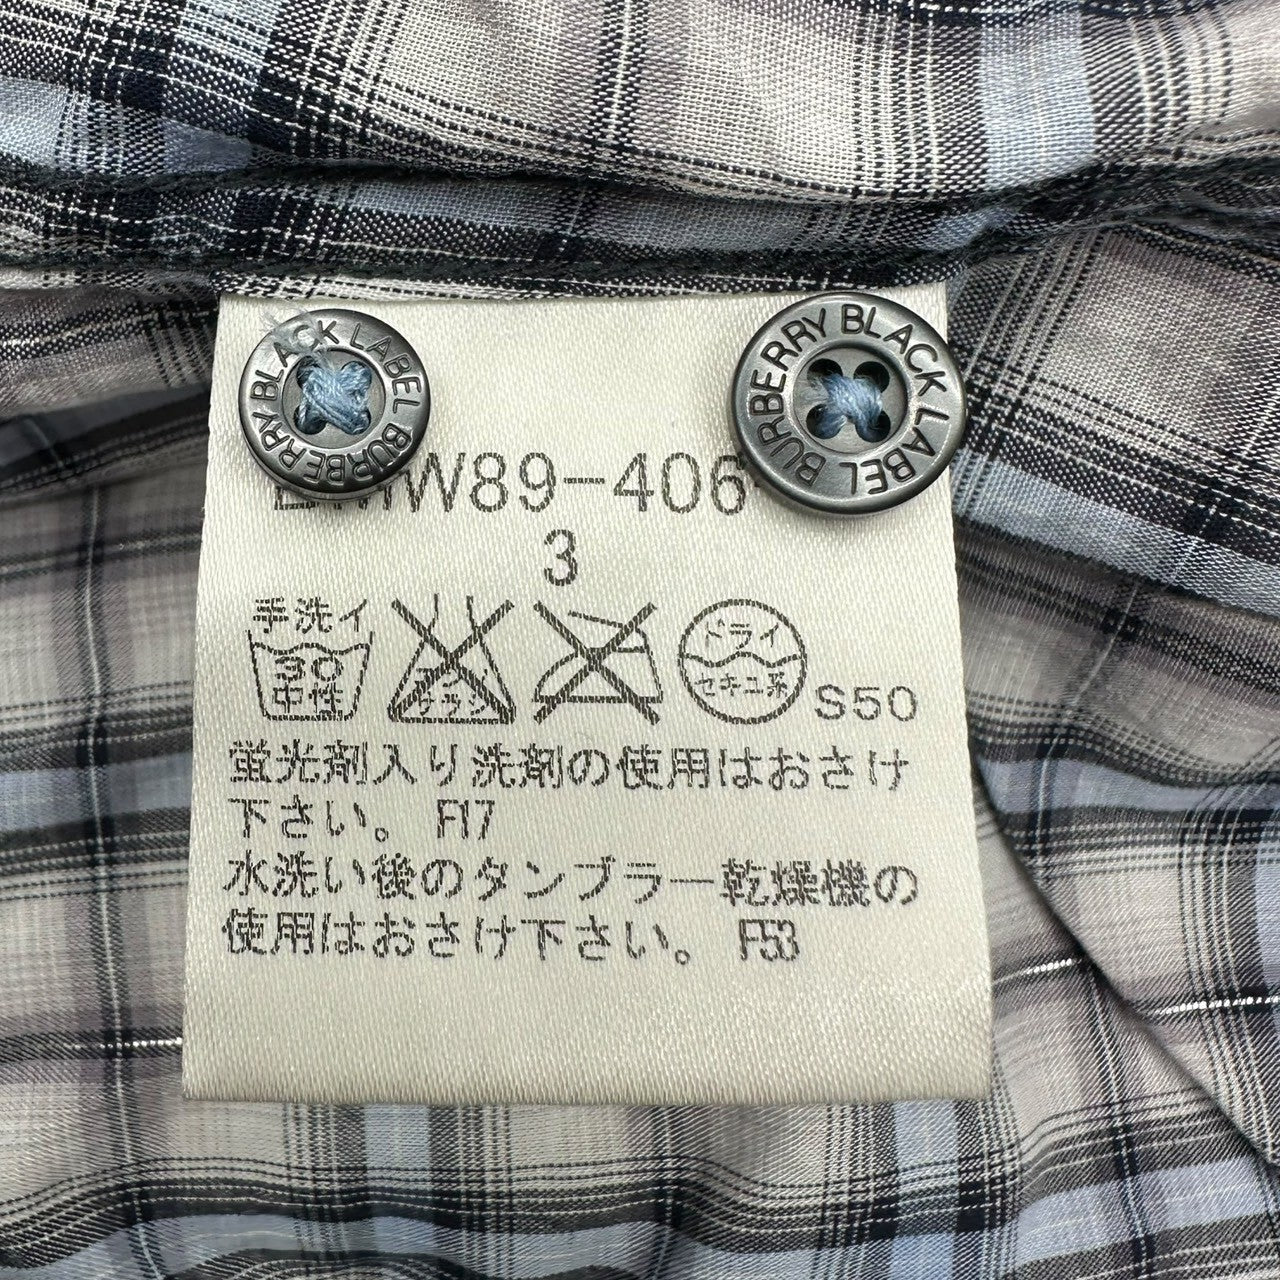 BURBERRY BLACK LABEL
BURBERRY BLACK LABEL
W89-406
3
手洗イ
30
中性
エンソ
サラシ
ドライ
セキユ系
S50
蛍光剤入り洗剤の使用はおさけ
下さい。 F17
水洗い後のタンブラー乾燥機の
使用はおさけ下さい。 F53